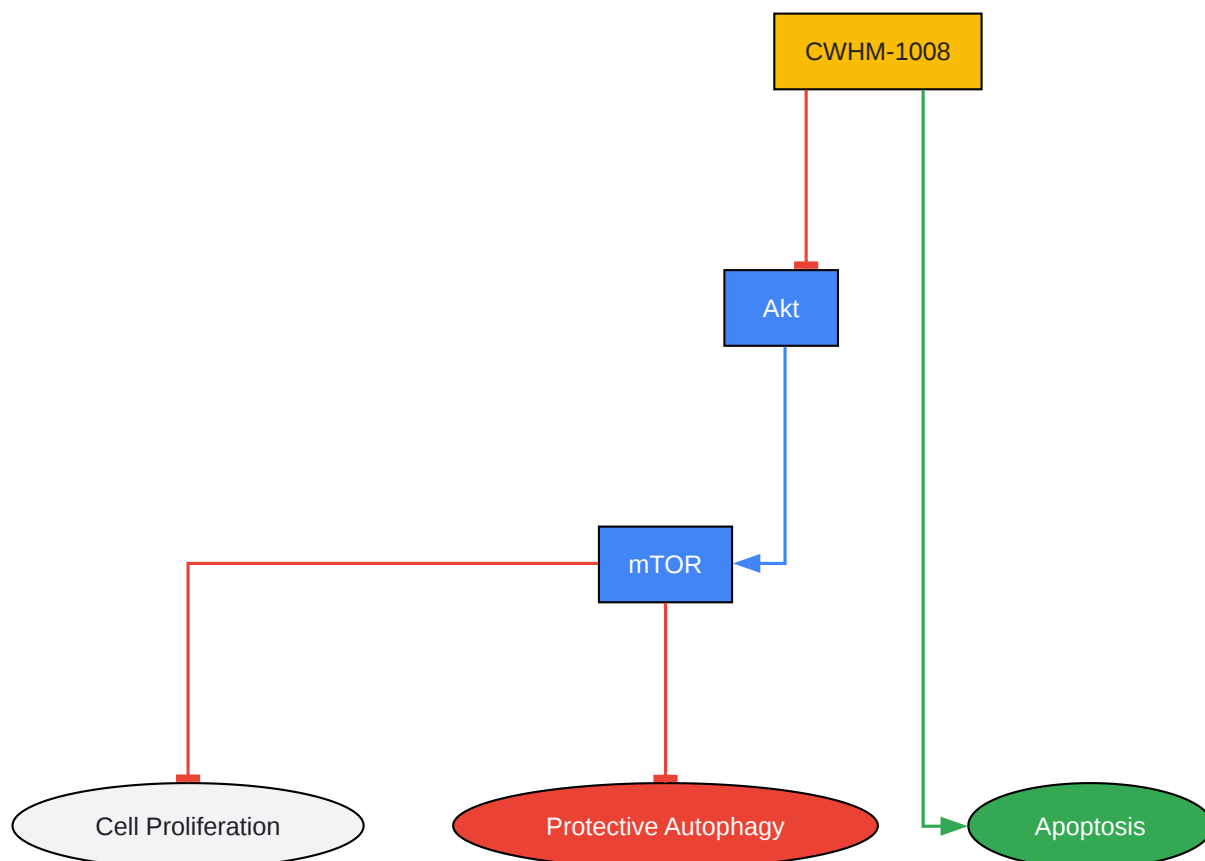 CWHM-1008
Akt
mTOR
Cell Proliferation
Protective Autophagy
Apoptosis